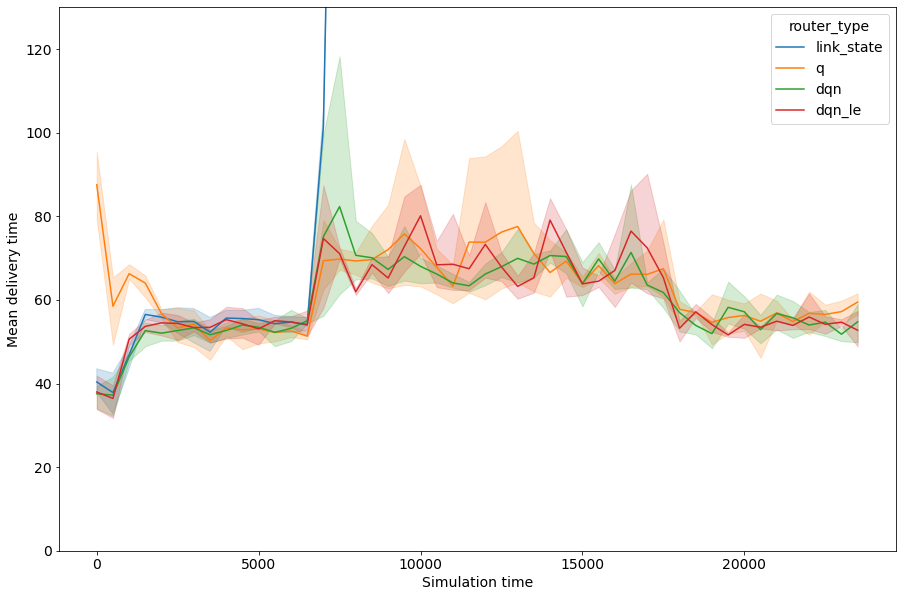 router_type
link_state
q
dqn
dqn_le
Mean delivery time
120
100
80
60
40
20
0
0 5000 10000 15000 20000
Simulation time